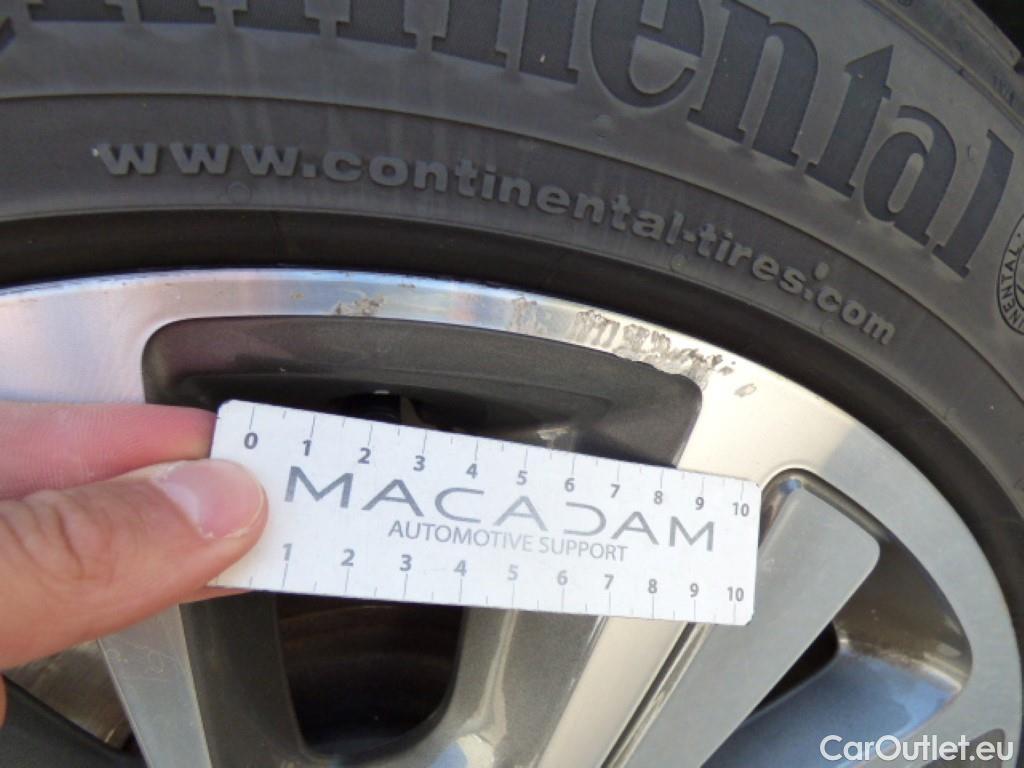 Continental
www.continental-tires.com
0 1 2 3 4 5 6 7 8 9 10
MACADAM
AUTOMOTIVE SUPPORT
1 2 3 4 5 6 7 8 9 10
CarOutlet.eu